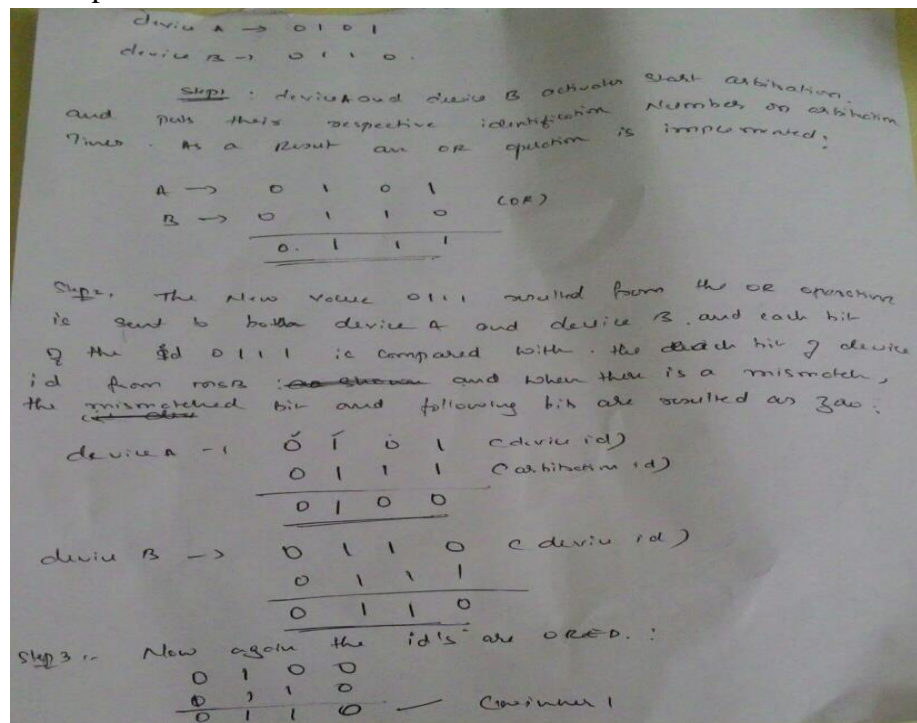 device A → 0 1 0 1
device B → 0 1 1 0.
Step1 : device A and device B activates start arbitration
and puts their respective identification Number on arbitration
lines. As a Result an OR operation is implemented;
A → 0 1 0 1
B → 0 1 1 0 (OR)
0. 1 1 1
Step2. The New value 0111 resulted from the OR operation
is sent to both device A and device B. and each bit
of the id 0 1 1 1 is compared with. the each bit of device
id from MSB : and when there is a mismatch,
the mismatched bit and following bits are resulted as zero:
device A - 1 0 1 0 1 (device id)
0 1 1 1 (arbitration id)
0 1 0 0
device B → 0 1 1 0 (device id)
0 1 1 1
0 1 1 0
Step 3 :- Now again the id's are ORED. :
0 1 0 0
0 1 1 0
0 1 1 0 — (winner)